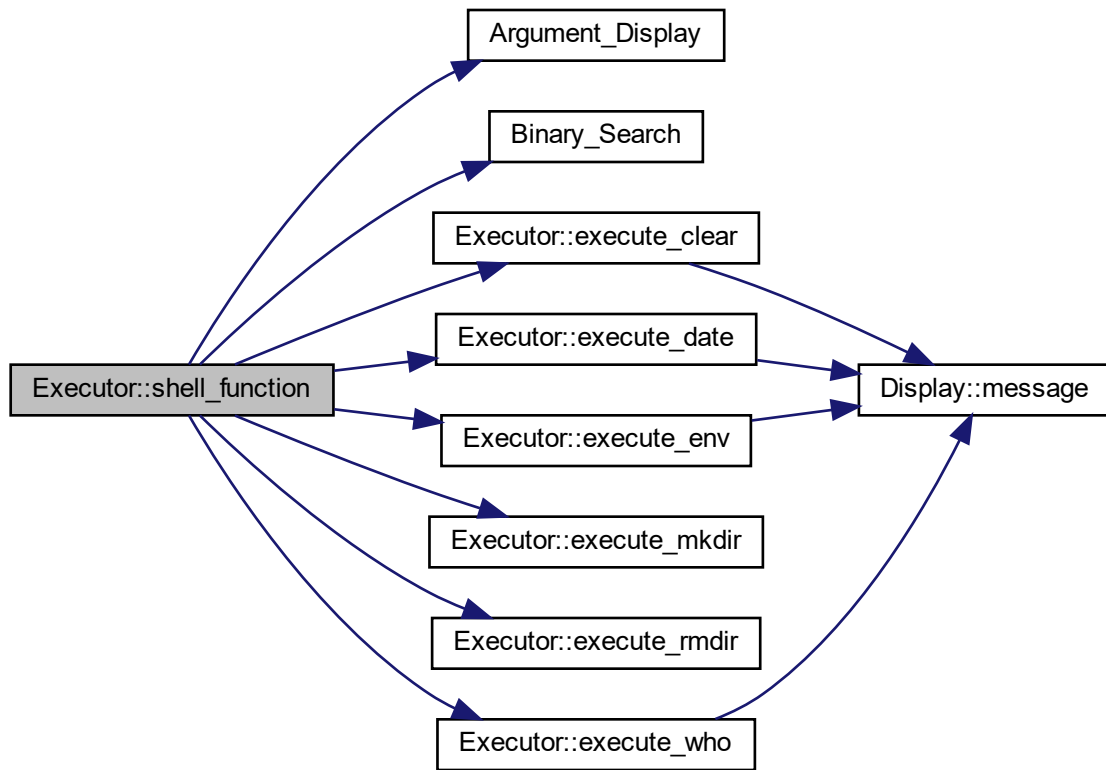 Argument_Display
Binary_Search
Executor::execute_clear
Executor::execute_date
Executor::shell_function
Display::message
Executor::execute_env
Executor::execute_mkdir
Executor::execute_rmdir
Executor::execute_who